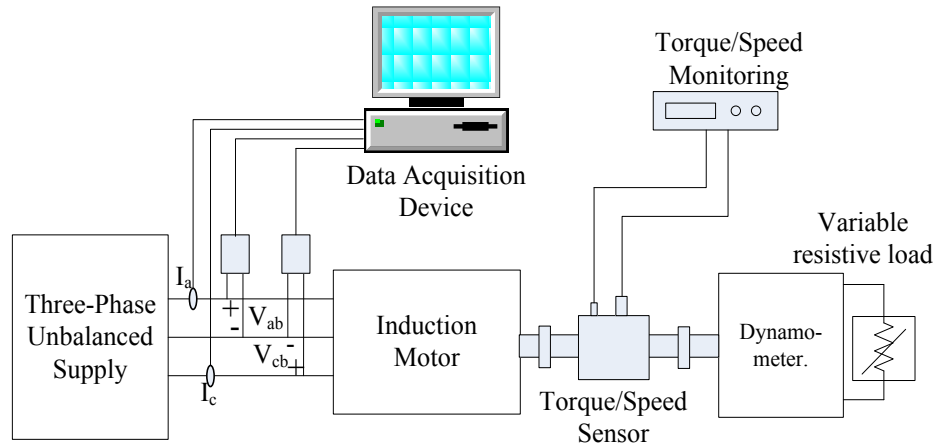 Torque/Speed
Monitoring
Data Acquisition
Device
Variable
resistive load
Three-Phase
Unbalanced
Supply
Ia
+
-
Vab
-
Vcb
+
Ic
Induction
Motor
Torque/Speed
Sensor
Dynamo-
meter.